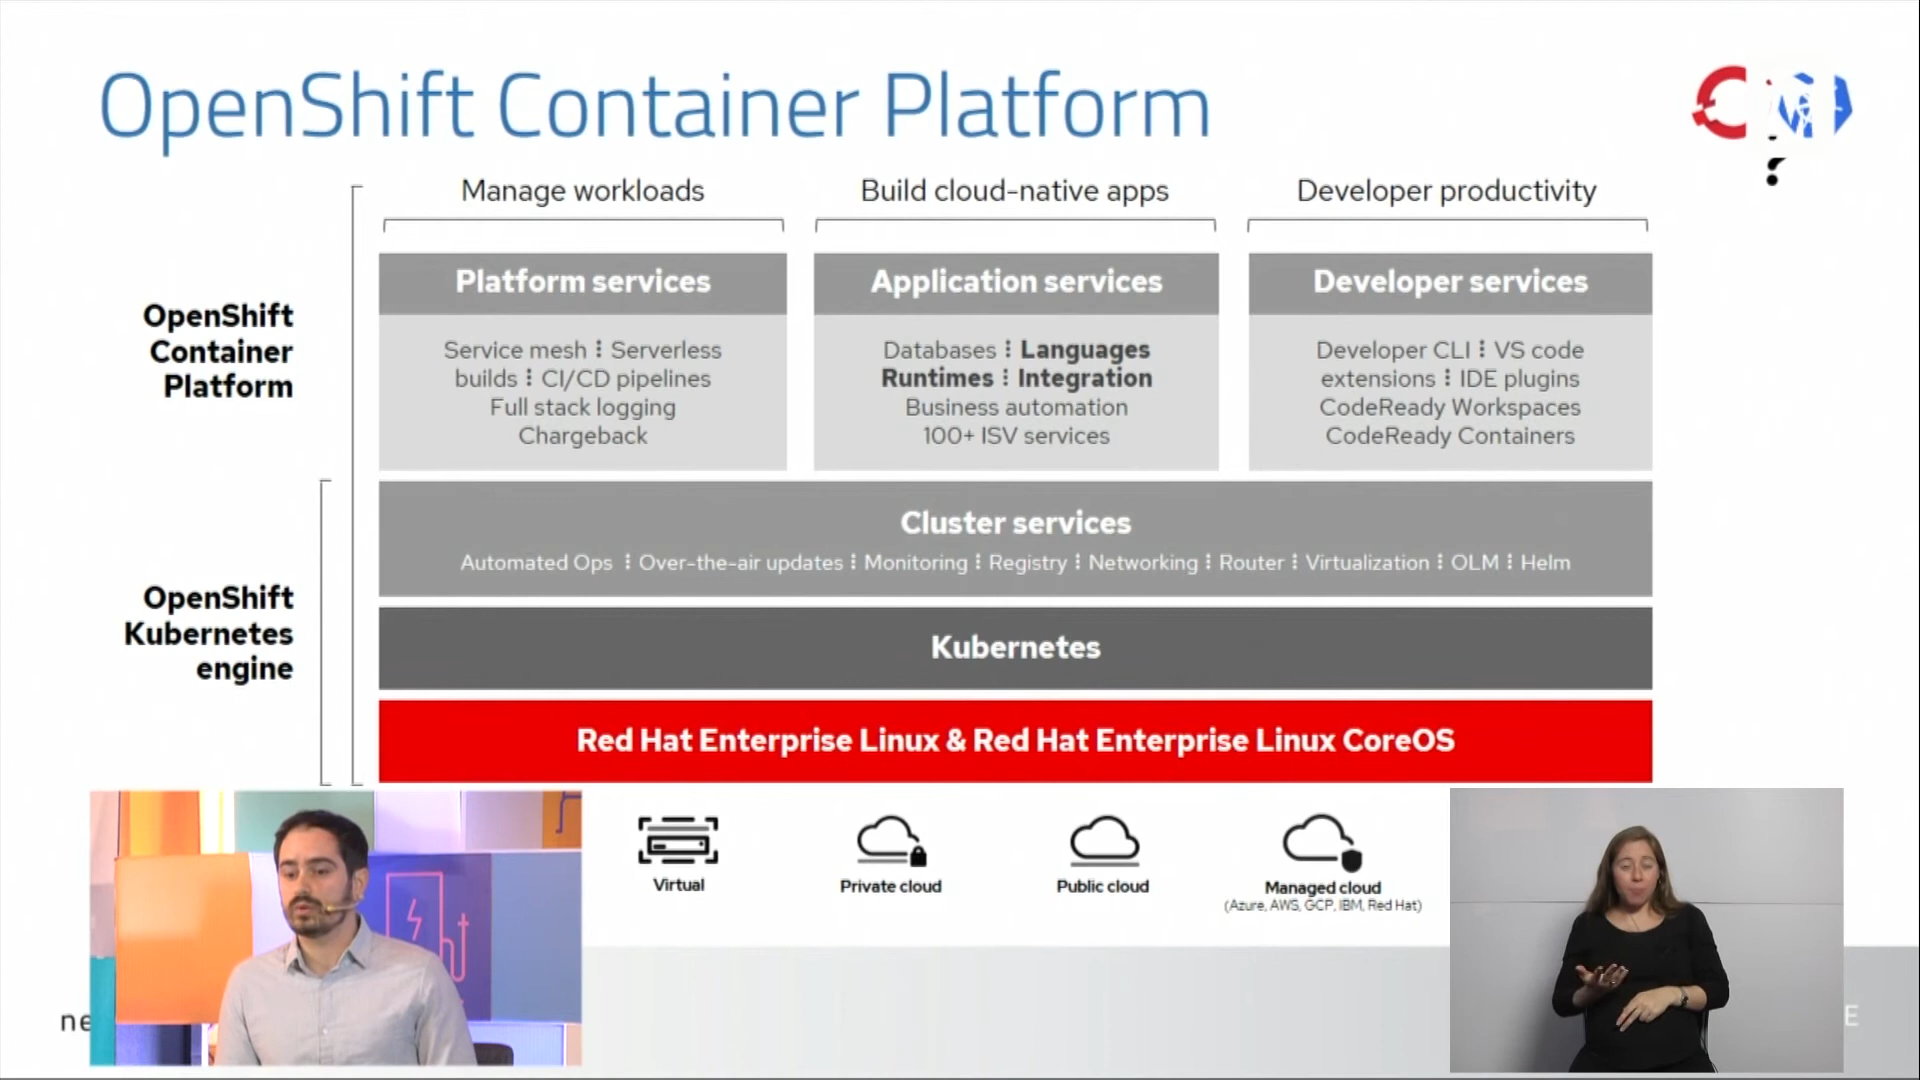 OpenShift Container Platform
Manage workloads
Build cloud-native apps
Developer productivity
OpenShift
Container
Platform
Platform services
Service mesh ⁝ Serverless
builds ⁝ CI/CD pipelines
Full stack logging
Chargeback
Application services
Databases ⁝ Languages
Runtimes ⁝ Integration
Business automation
100+ ISV services
Developer services
Developer CLI ⁝ VS code
extensions ⁝ IDE plugins
CodeReady Workspaces
CodeReady Containers
OpenShift
Kubernetes
engine
Cluster services
Automated Ops ⁝ Over-the-air updates ⁝ Monitoring ⁝ Registry ⁝ Networking ⁝ Router ⁝ Virtualization ⁝ OLM ⁝ Helm
Kubernetes
Red Hat Enterprise Linux & Red Hat Enterprise Linux CoreOS
Virtual
Private cloud
Public cloud
Managed cloud
(Azure, AWS, GCP, IBM, Red Hat)
ne
E